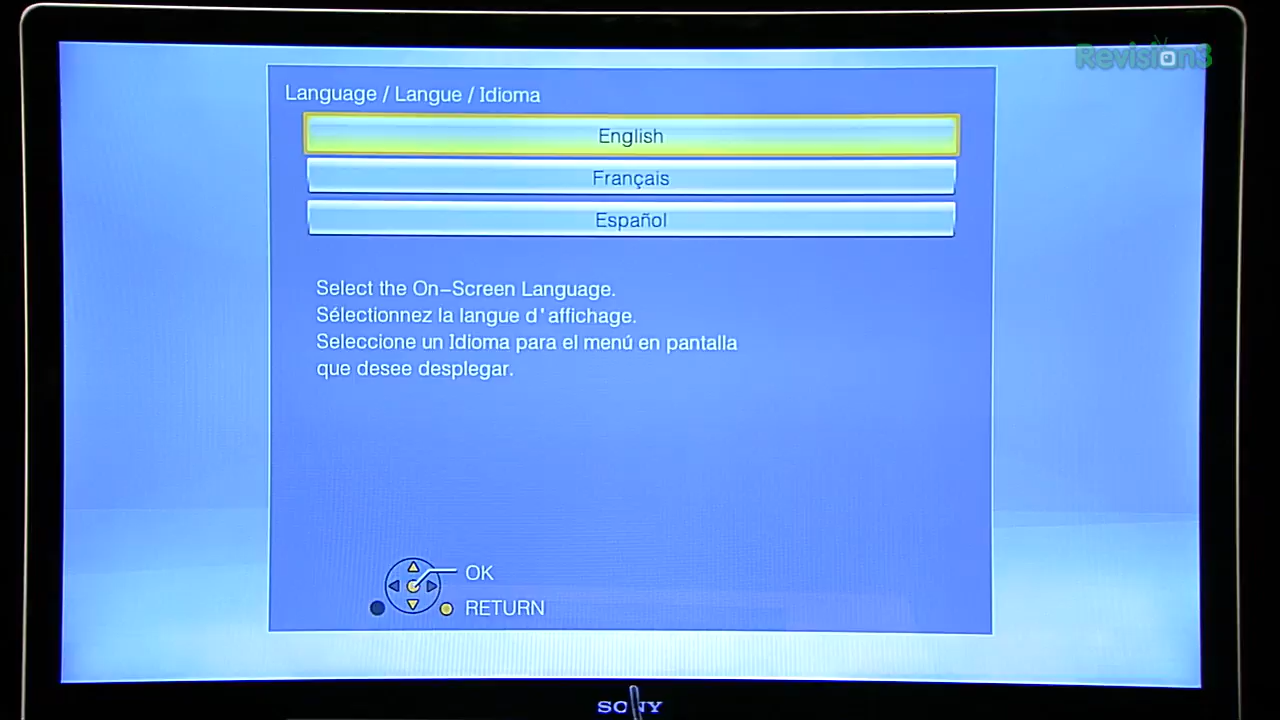 Revision3
Language / Langue / Idioma
English
Français
Español
Select the On-Screen Language.
Sélectionnez la langue d'affichage.
Seleccione un Idioma para el menú en pantalla
que desee desplegar.
OK
RETURN
SONY